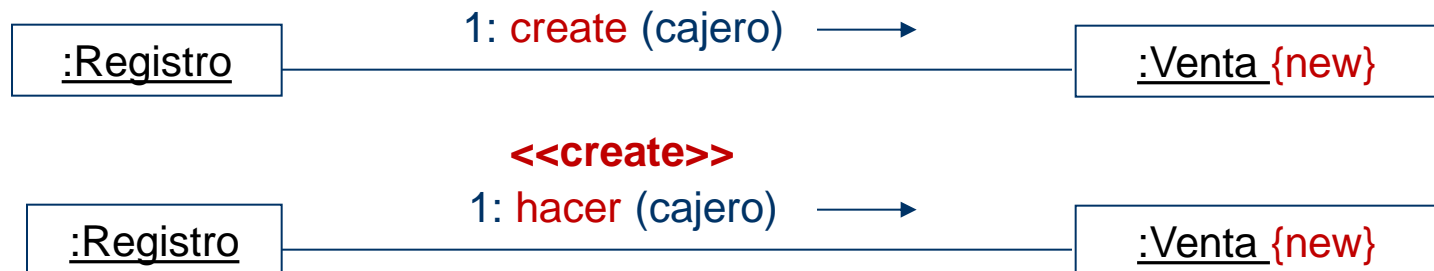 1: create (cajero)
:Registro
:Venta {new}
<<create>>
1: hacer (cajero)
:Registro
:Venta {new}